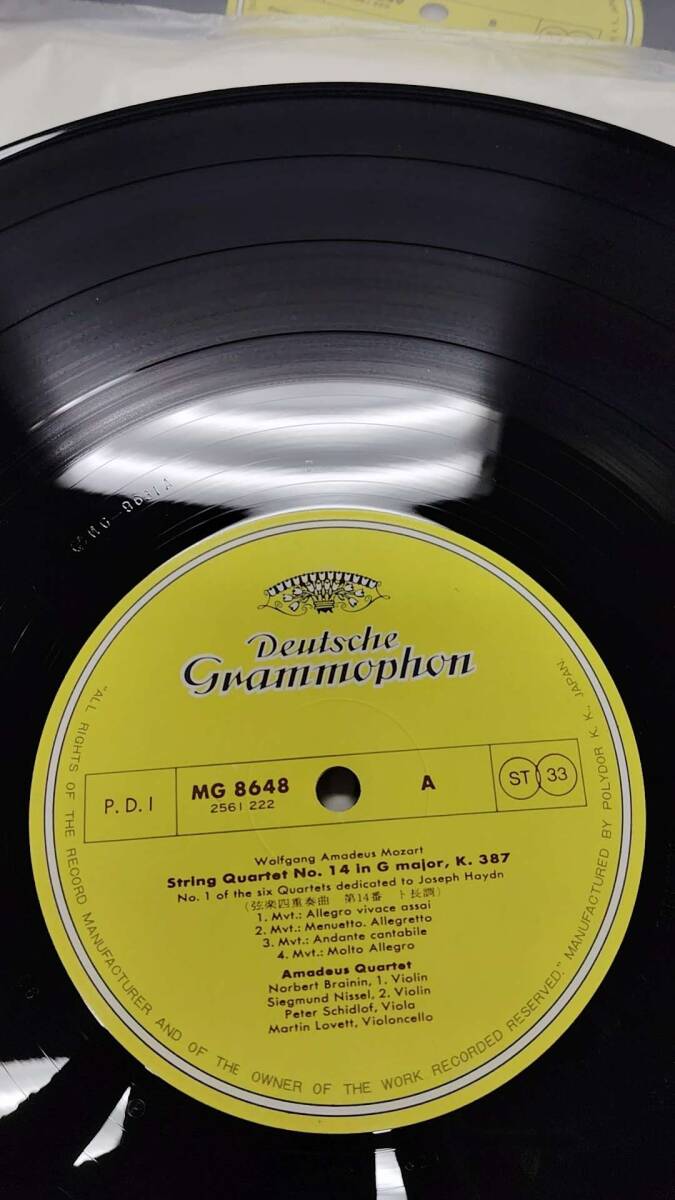 Deutsche
Grammophon
P.D.I
MG 8648
2561 222
A
ST 33
Wolfgang Amadeus Mozart
String Quartet No. 14 in G major, K. 387
No. 1 of the six Quartets dedicated to Joseph Haydn
(弦楽四重奏曲 第14番 ト長調)
1. Mvt.: Allegro vivace assai
2. Mvt.: Menuetto. Allegretto
3. Mvt.: Andante cantabile
4. Mvt.: Molto Allegro
Amadeus Quartet
Norbert Brainin, 1. Violin
Siegmund Nissel, 2. Violin
Peter Schidlof, Viola
Martin Lovett, Violoncello
"ALL RIGHTS OF THE RECORD MANUFACTURER AND OF THE OWNER OF THE WORK RECORDED RESERVED." MANUFACTURED BY POLYDOR K. K., JAPAN.